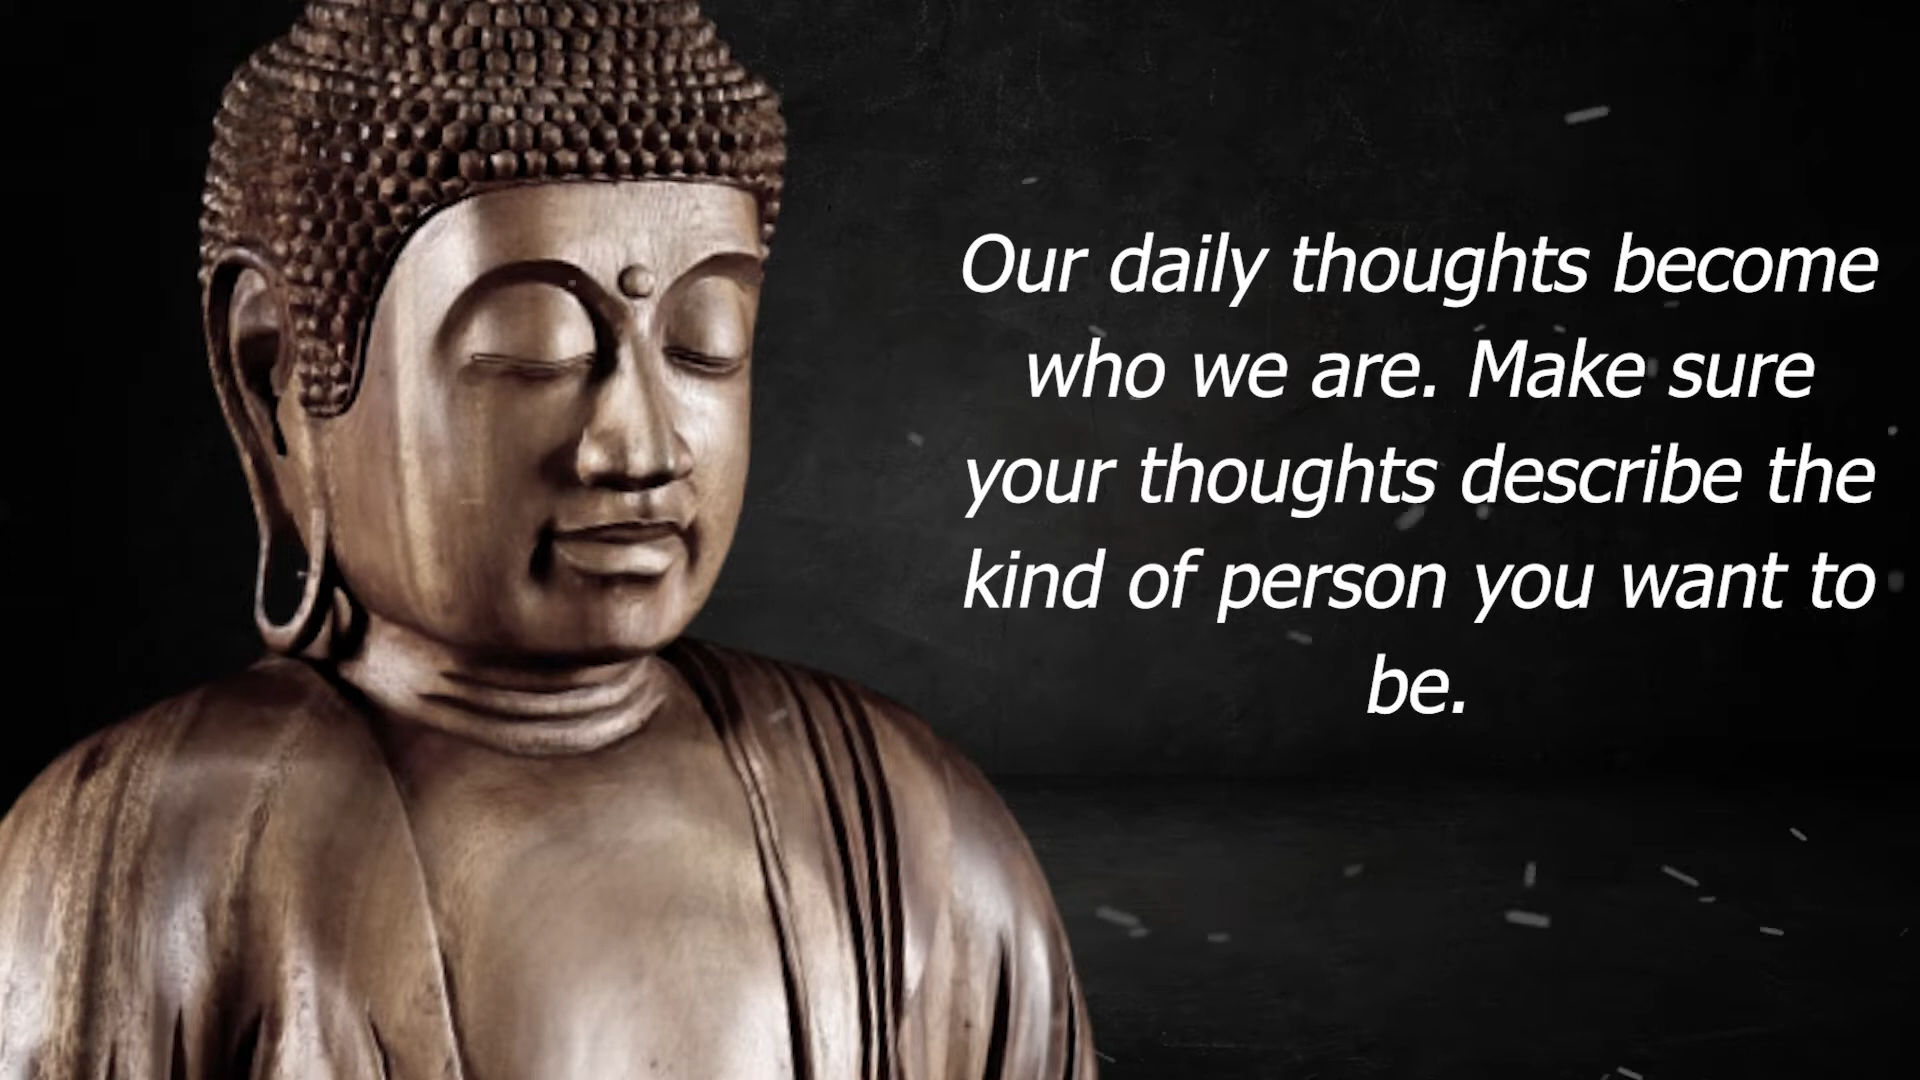 Our daily thoughts become
who we are. Make sure
your thoughts describe the
kind of person you want to
be.